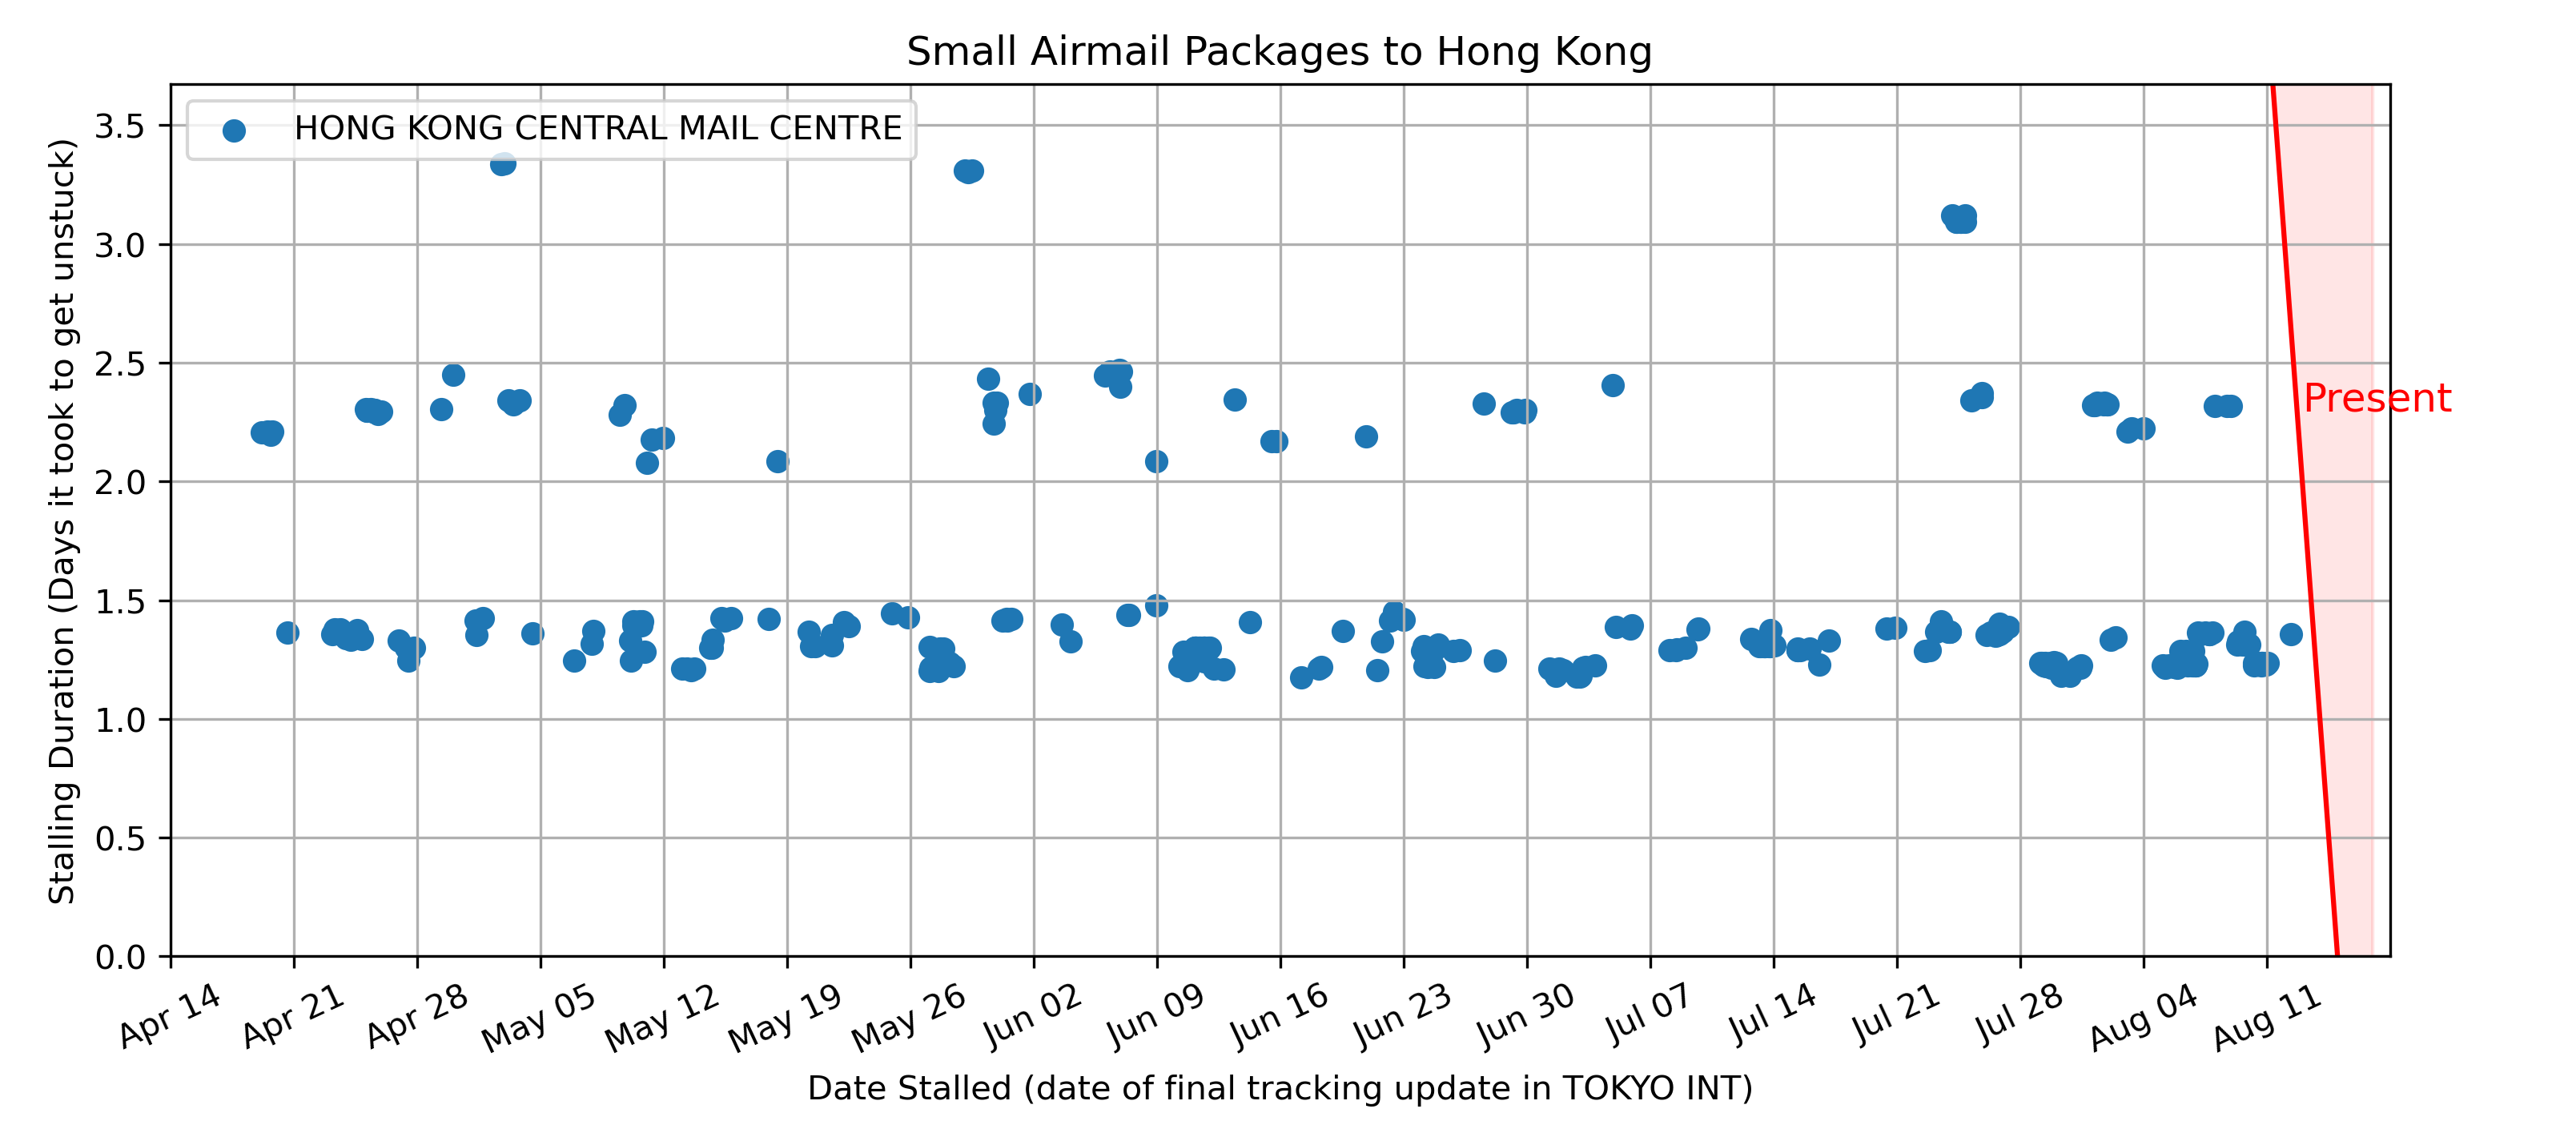 Small Airmail Packages to Hong Kong
HONG KONG CENTRAL MAIL CENTRE
Stalling Duration (Days it took to get unstuck)
3.5
3.0
2.5
2.0
1.5
1.0
0.5
0.0
Present
Apr 14
Apr 21
Apr 28
May 05
May 12
May 19
May 26
Jun 02
Jun 09
Jun 16
Jun 23
Jun 30
Jul 07
Jul 14
Jul 21
Jul 28
Aug 04
Aug 11
Date Stalled (date of final tracking update in TOKYO INT)